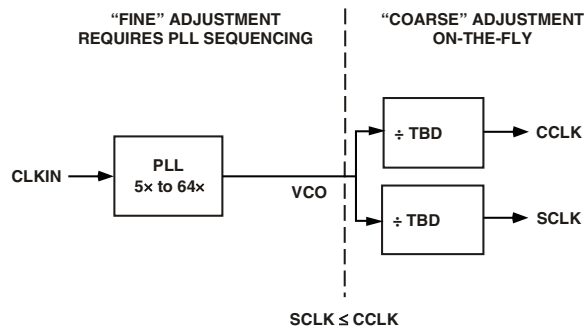 “FINE” ADJUSTMENT
REQUIRES PLL SEQUENCING
“COARSE” ADJUSTMENT
ON-THE-FLY
CLKIN
PLL
5× to 64×
VCO
÷ TBD
CCLK
÷ TBD
SCLK
SCLK ≤ CCLK